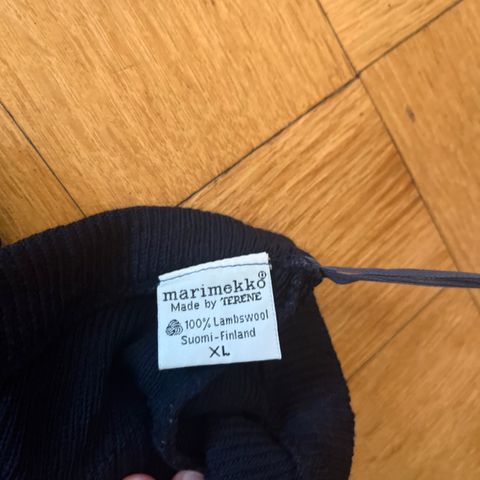 marimekko®
Made by TERENE
100% Lambswool
Suomi-Finland
XL